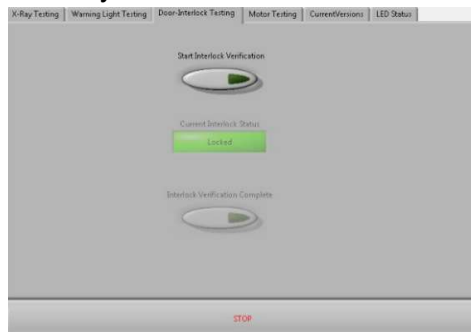 X-Ray Testing Warning Light Testing Door-Interlock Testing Motor Testing CurrentVersions LED Status
Start Interlock Verification
Current Interlock Status
Locked
Interlock Verification Complete
STOP